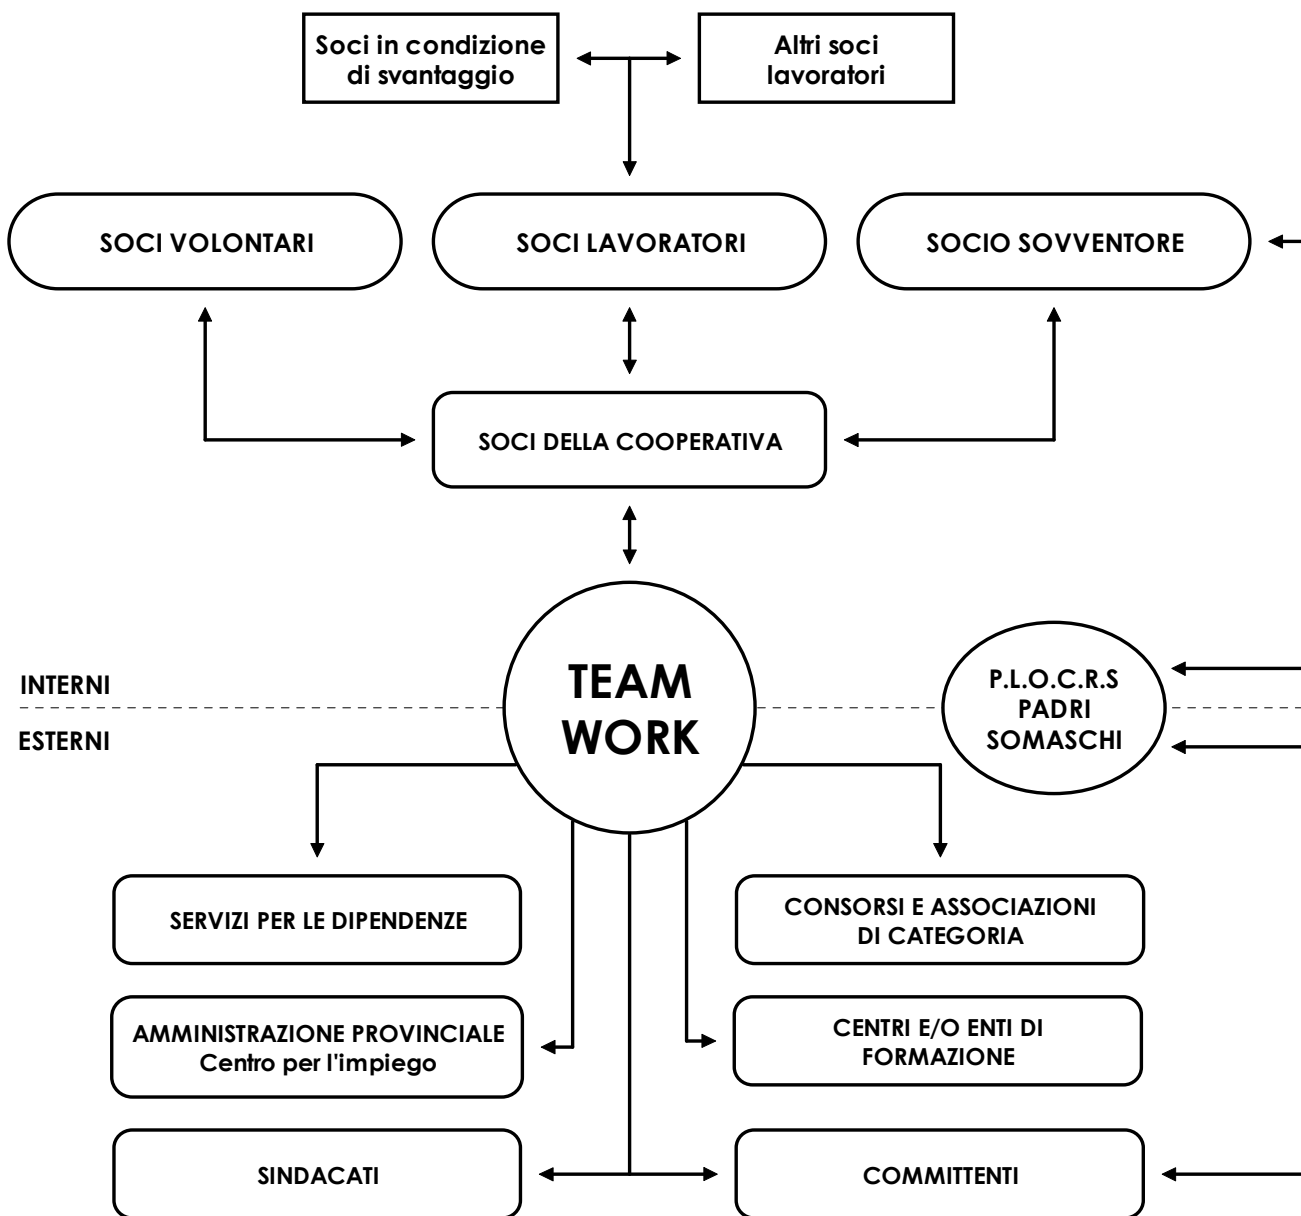 Soci in condizione
di svantaggio
Altri soci
lavoratori
SOCI VOLONTARI
SOCI LAVORATORI
SOCIO SOVVENTORE
SOCI DELLA COOPERATIVA
TEAM
WORK
INTERNI
ESTERNI
P.L.O.C.R.S
PADRI
SOMASCHI
SERVIZI PER LE DIPENDENZE
CONSORSI E ASSOCIAZIONI
DI CATEGORIA
AMMINISTRAZIONE PROVINCIALE
Centro per l'impiego
CENTRI E/O ENTI DI
FORMAZIONE
SINDACATI
COMMITTENTI